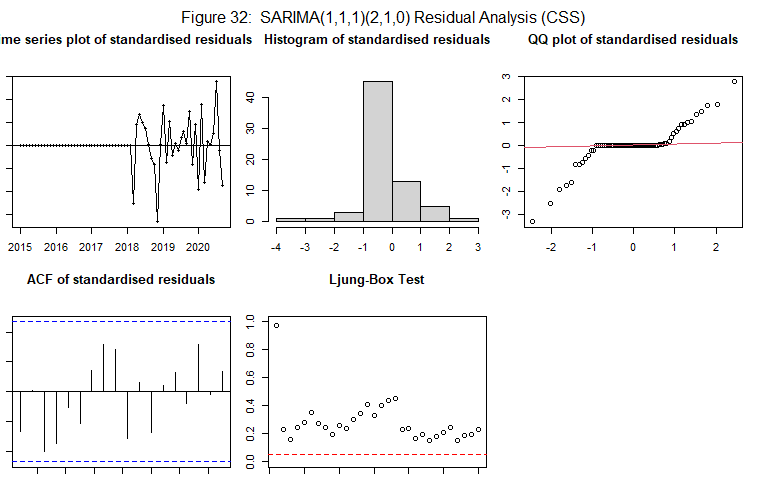 Figure 32:  SARIMA(1,1,1)(2,1,0) Residual Analysis (CSS)
ime series plot of standardised residuals
2015 2016 2017 2018 2019 2020
Histogram of standardised residuals
0 10 20 30 40
-4 -3 -2 -1 0 1 2 3
QQ plot of standardised residuals
-3 -2 -1 0 1 2 3
-2 -1 0 1 2
ACF of standardised residuals
Ljung-Box Test
0.0 0.2 0.4 0.6 0.8 1.0